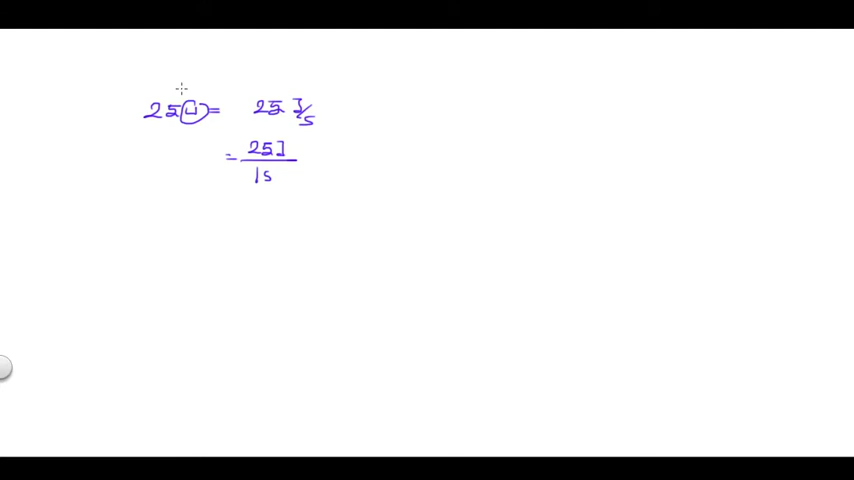 25W = 25 J/s
= 25J / 1s